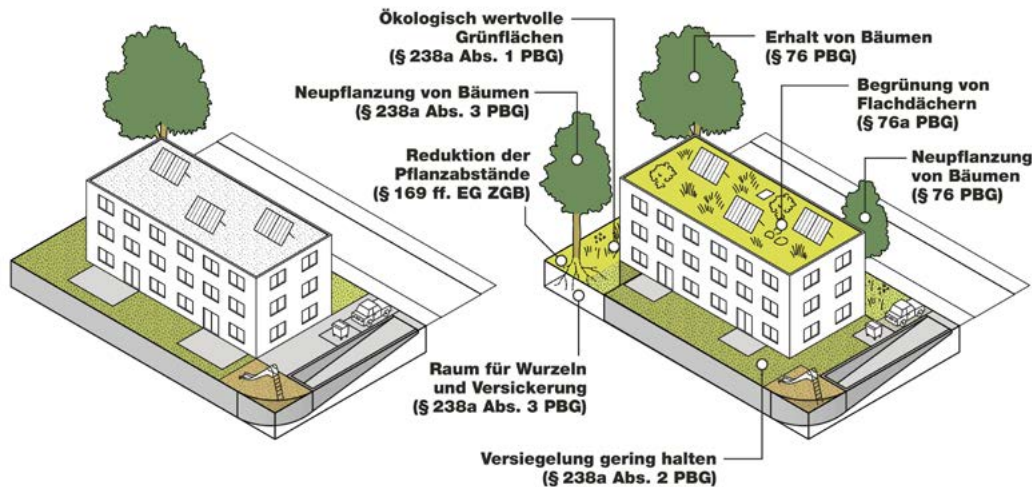 Ökologisch wertvolle
Grünflächen
(§ 238a Abs. 1 PBG)
Neupflanzung von Bäumen
(§ 238a Abs. 3 PBG)
Reduktion der
Pflanzabstände
(§ 169 ff. EG ZGB)
Raum für Wurzeln
und Versickerung
(§ 238a Abs. 3 PBG)
Versiegelung gering halten
(§ 238a Abs. 2 PBG)
Erhalt von Bäumen
(§ 76 PBG)
Begrünung von
Flachdächern
(§ 76a PBG)
Neupflanzung
von Bäumen
(§ 76 PBG)